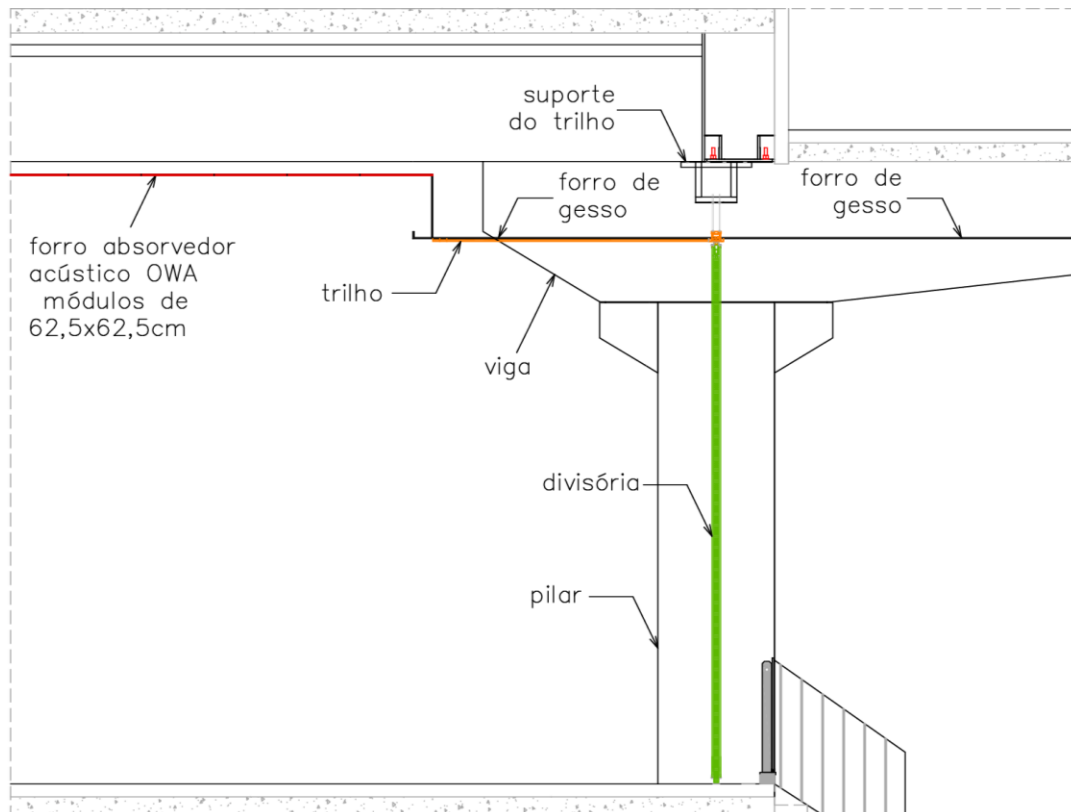 suporte
do trilho
forro de
gesso
forro de
gesso
forro absorvedor
acústico OWA
módulos de
62,5x62,5cm
trilho
viga
divisória
pilar